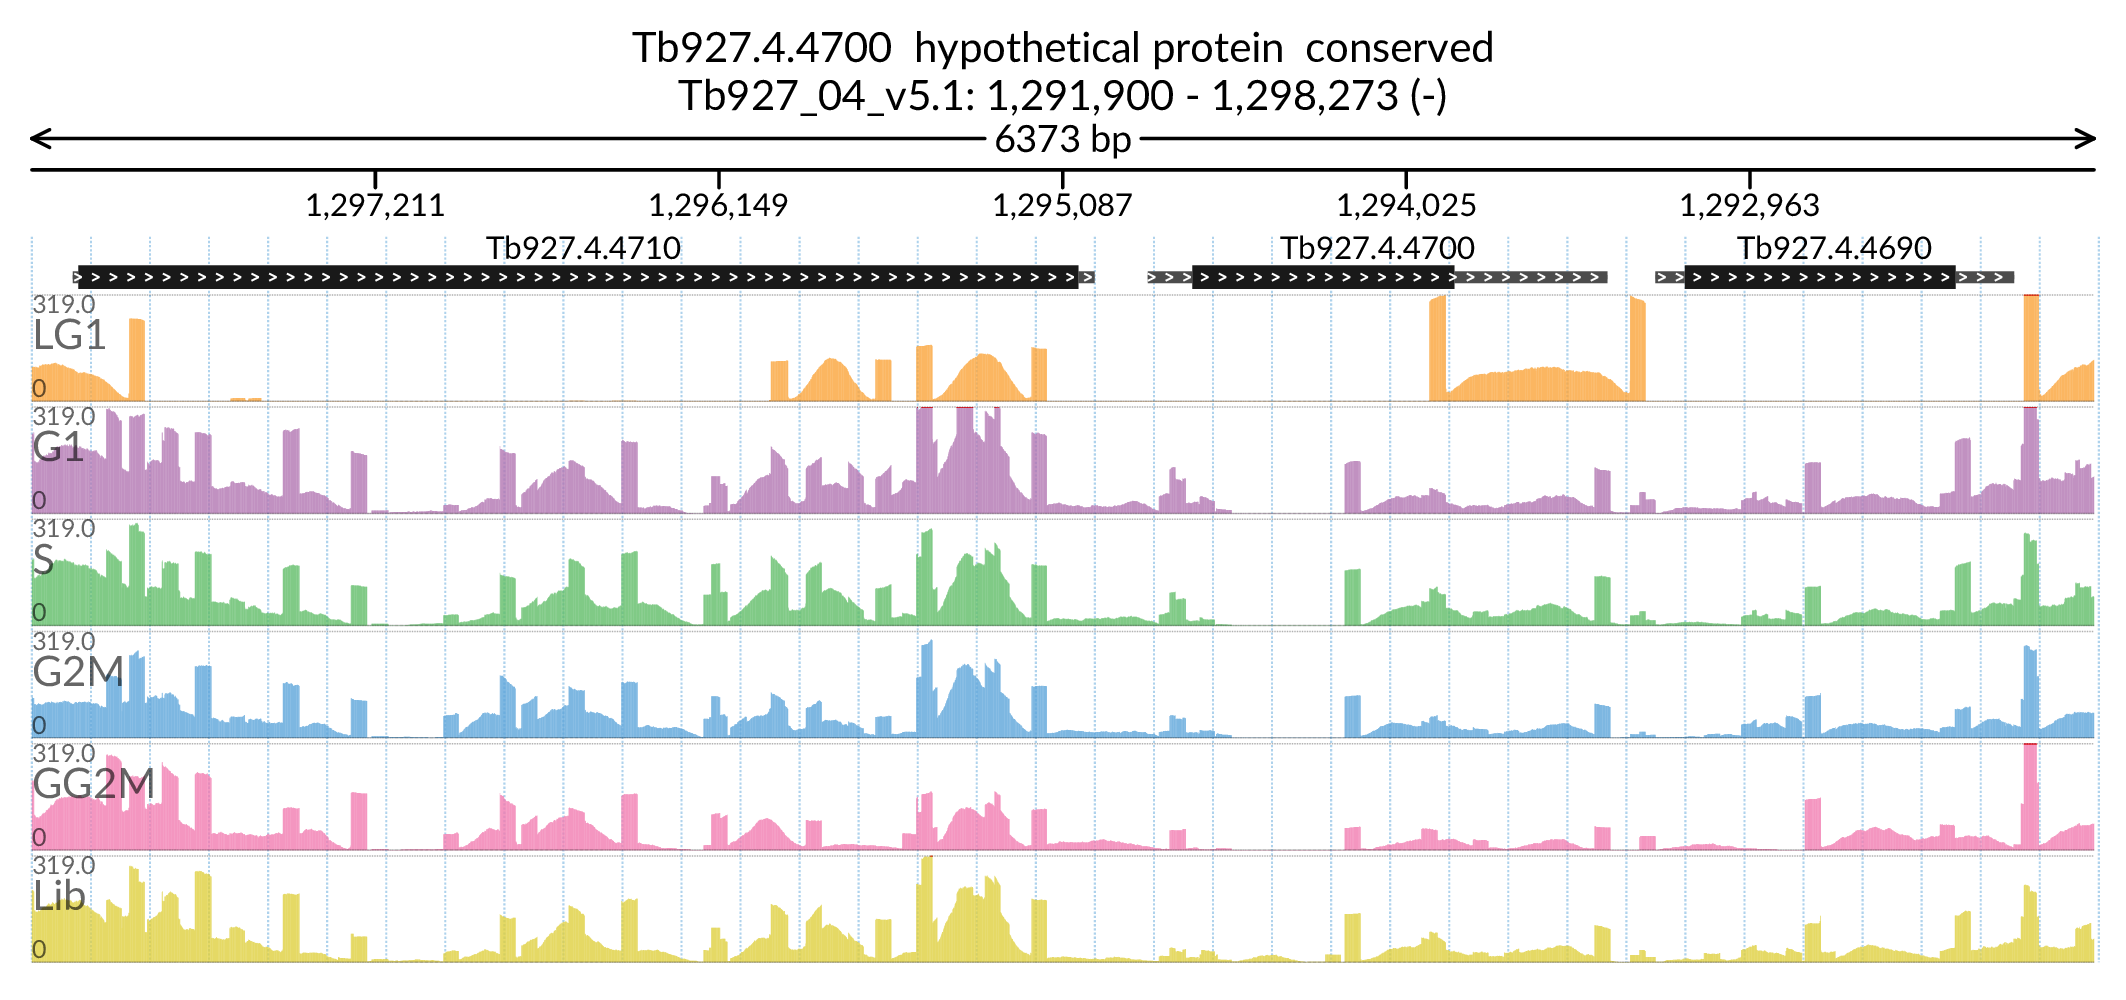 Tb927.4.4700 hypothetical protein conserved
Tb927_04_v5.1: 1,291,900 - 1,298,273 (-)
6373 bp
1,297,211 1,296,149 1,295,087 1,294,025 1,292,963
Tb927.4.4710 Tb927.4.4700 Tb927.4.4690
319.0
LG1
0
319.0
G1
0
319.0
S
0
319.0
G2M
0
319.0
GG2M
0
319.0
Lib
0